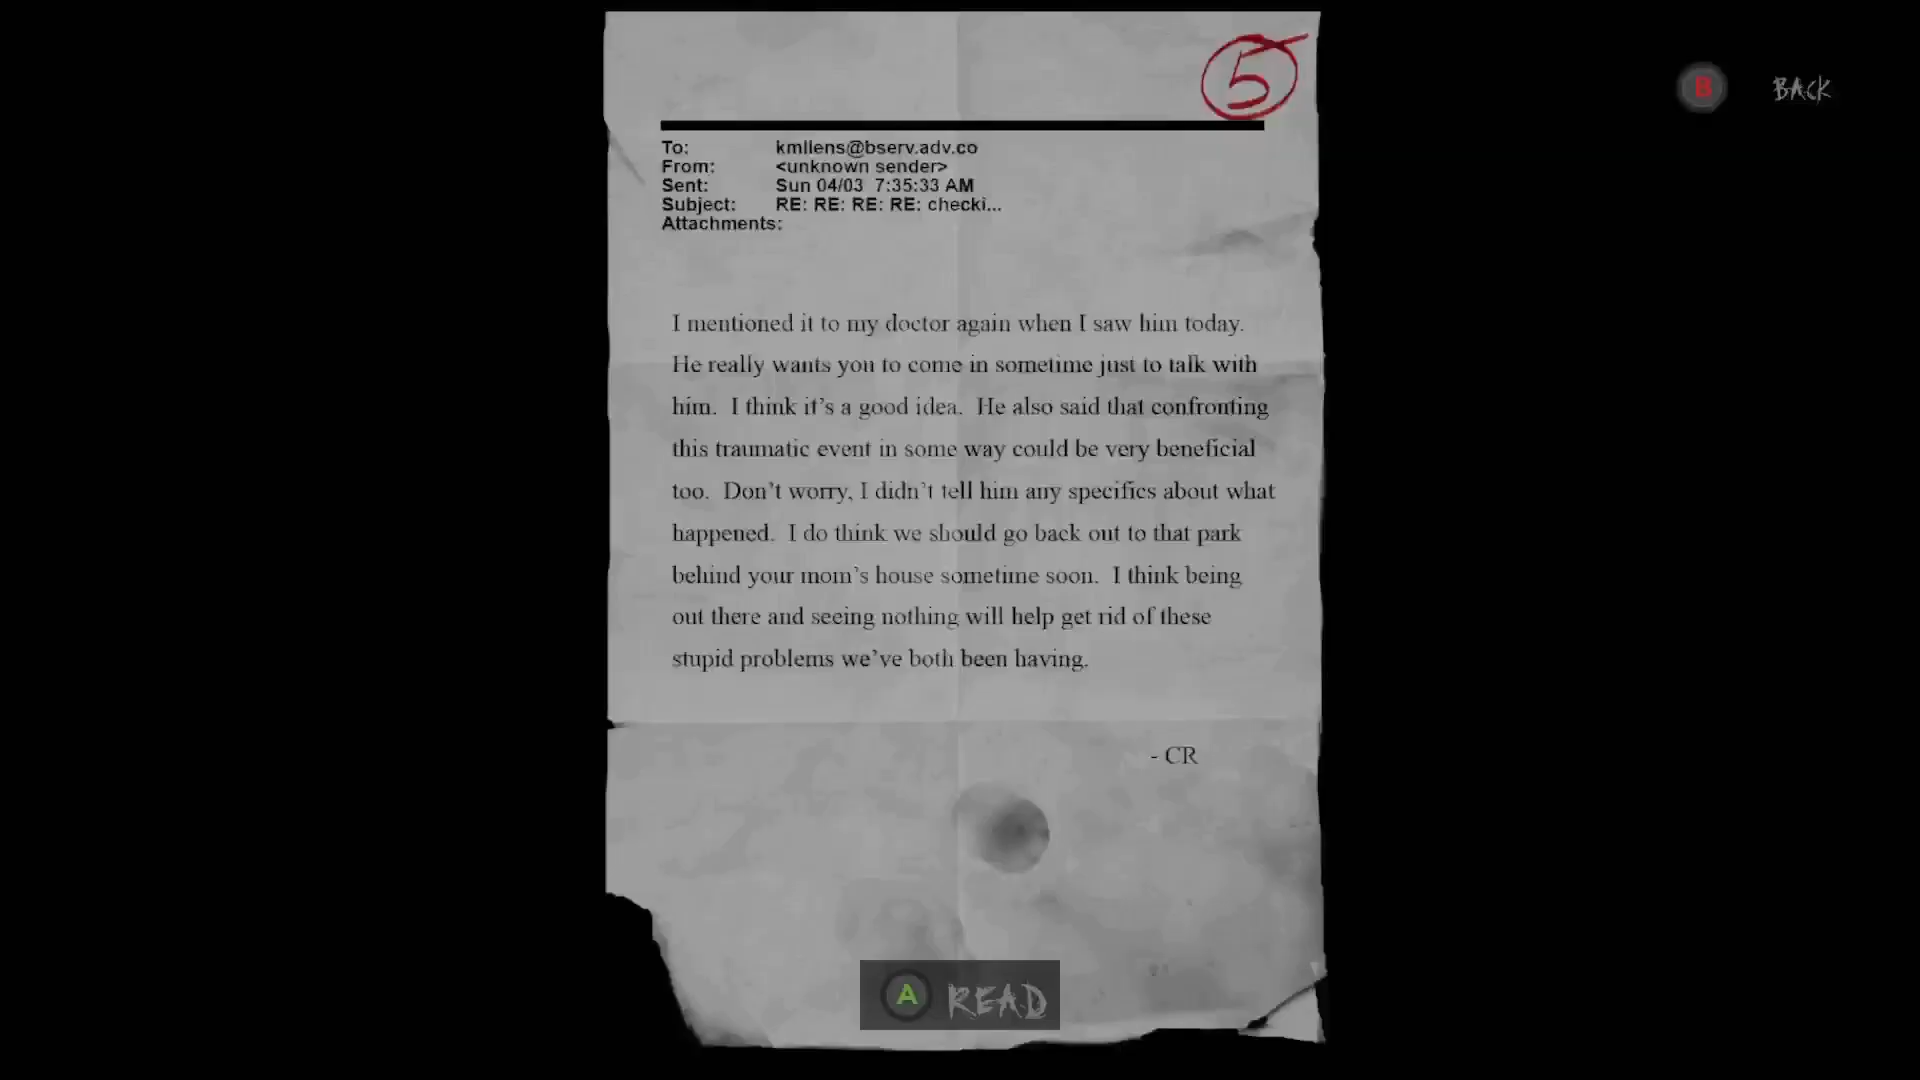 5
B BACK
To: kmllens@bserv.adv.co
From: <unknown sender>
Sent: Sun 04/03 7:35:33 AM
Subject: RE: RE: RE: RE: checki...
Attachments:
I mentioned it to my doctor again when I saw him today.
He really wants you to come in sometime just to talk with
him. I think it's a good idea. He also said that confronting
this traumatic event in some way could be very beneficial
too. Don't worry, I didn't tell him any specifics about what
happened. I do think we should go back out to that park
behind your mom's house sometime soon. I think being
out there and seeing nothing will help get rid of these
stupid problems we've both been having.
- CR
A READ